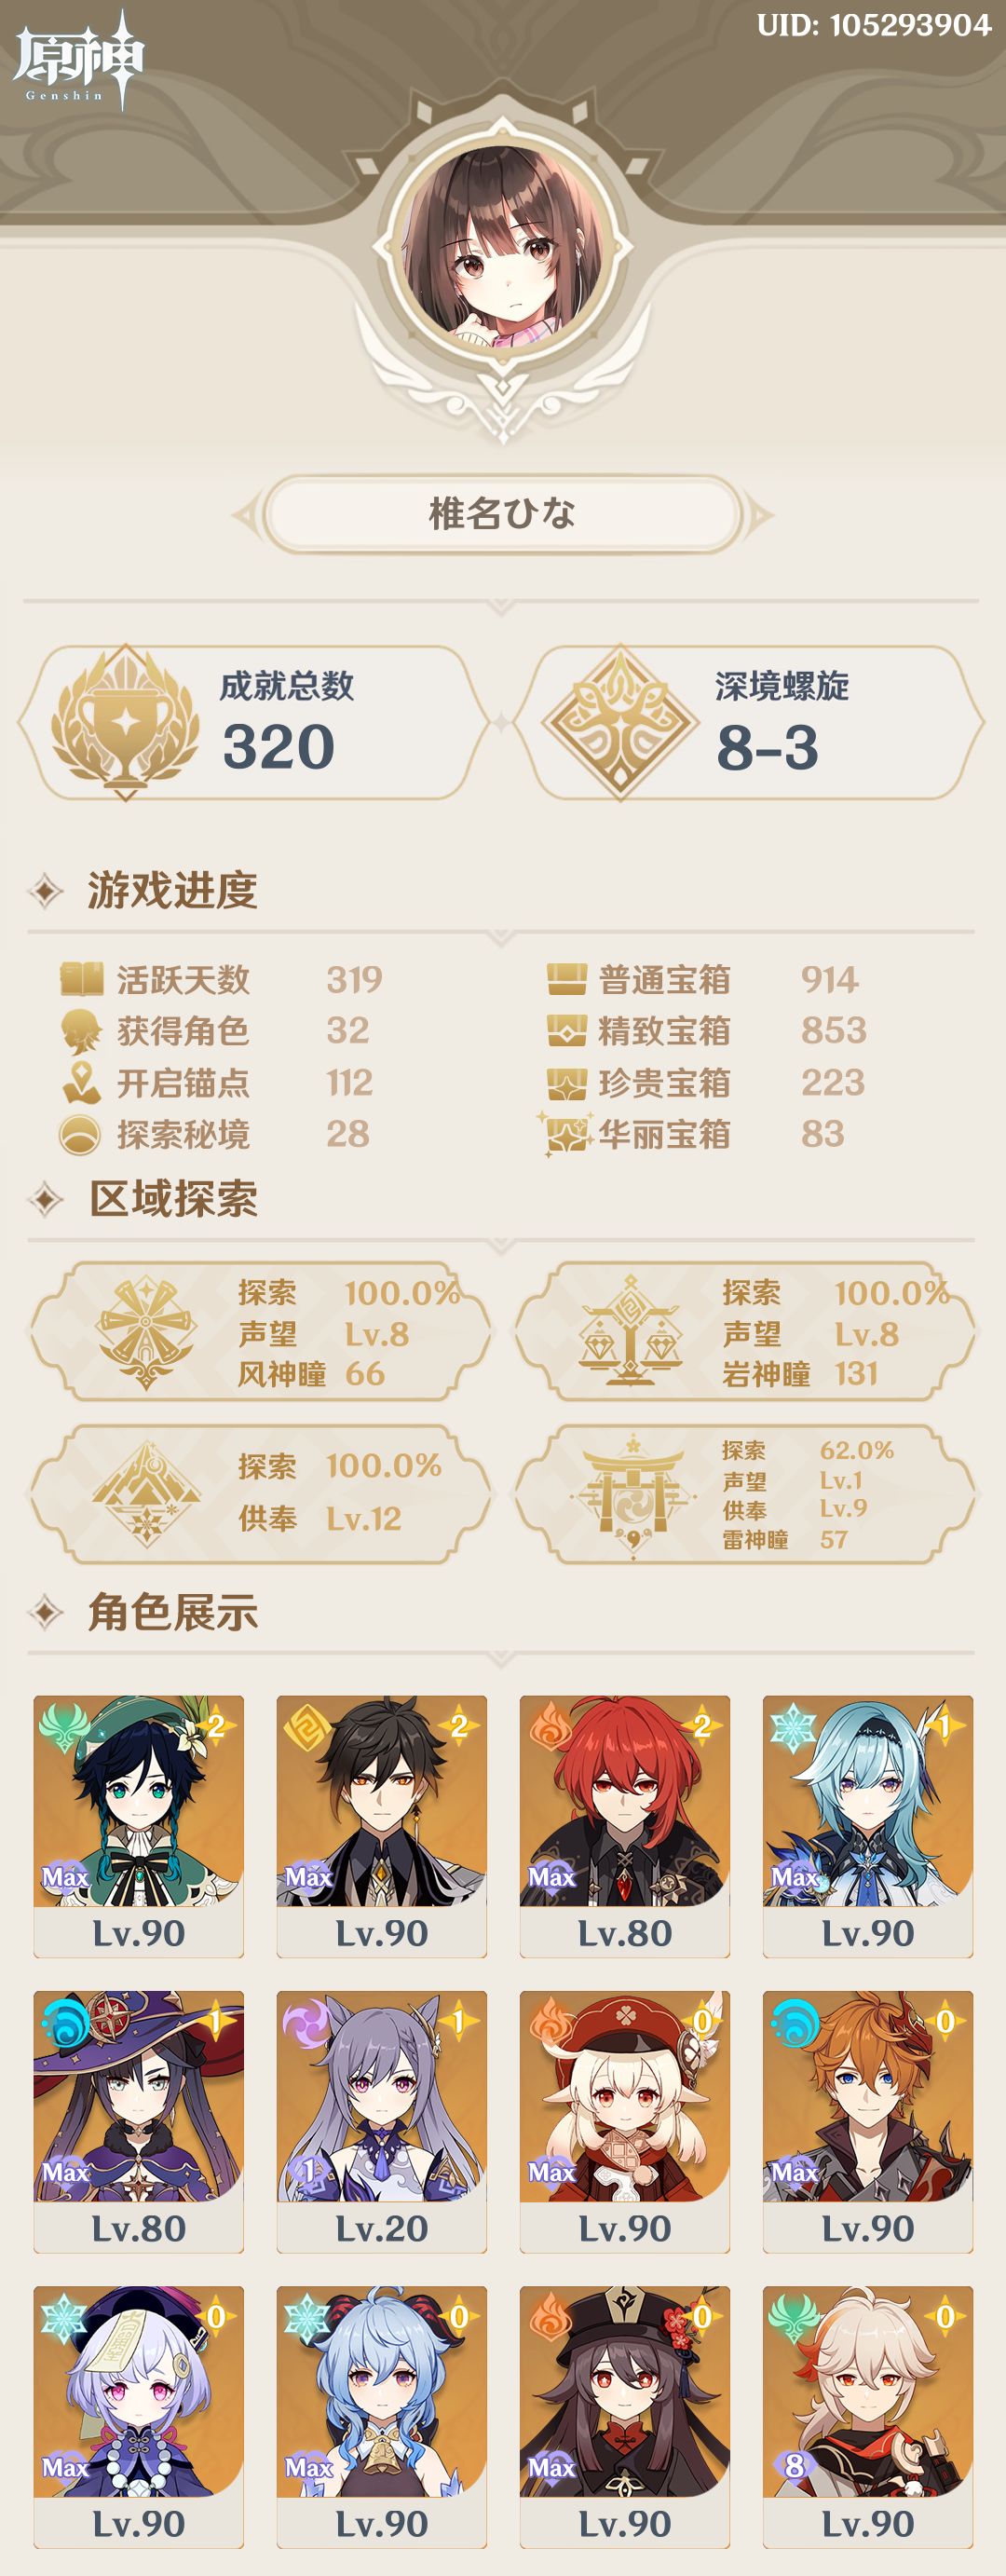 UID: 105293904
原神
Genshin
椎名ひな
成就总数
320
深境螺旋
8-3
游戏进度
活跃天数 319 普通宝箱 914
获得角色 32 精致宝箱 853
开启锚点 112 珍贵宝箱 223
探索秘境 28 华丽宝箱 83
区域探索
探索 100.0%
声望 Lv.8
风神瞳 66
探索 100.0%
声望 Lv.8
岩神瞳 131
探索 100.0%
供奉 Lv.12
探索 62.0%
声望 Lv.1
供奉 Lv.9
雷神瞳 57
角色展示
2 2 2 1
Max Max Max Max
Lv.90 Lv.90 Lv.80 Lv.90
1 1 0 0
Max 1 Max Max
Lv.80 Lv.20 Lv.90 Lv.90
0 0 0 0
Max Max Max 8
Lv.90 Lv.90 Lv.90 Lv.90